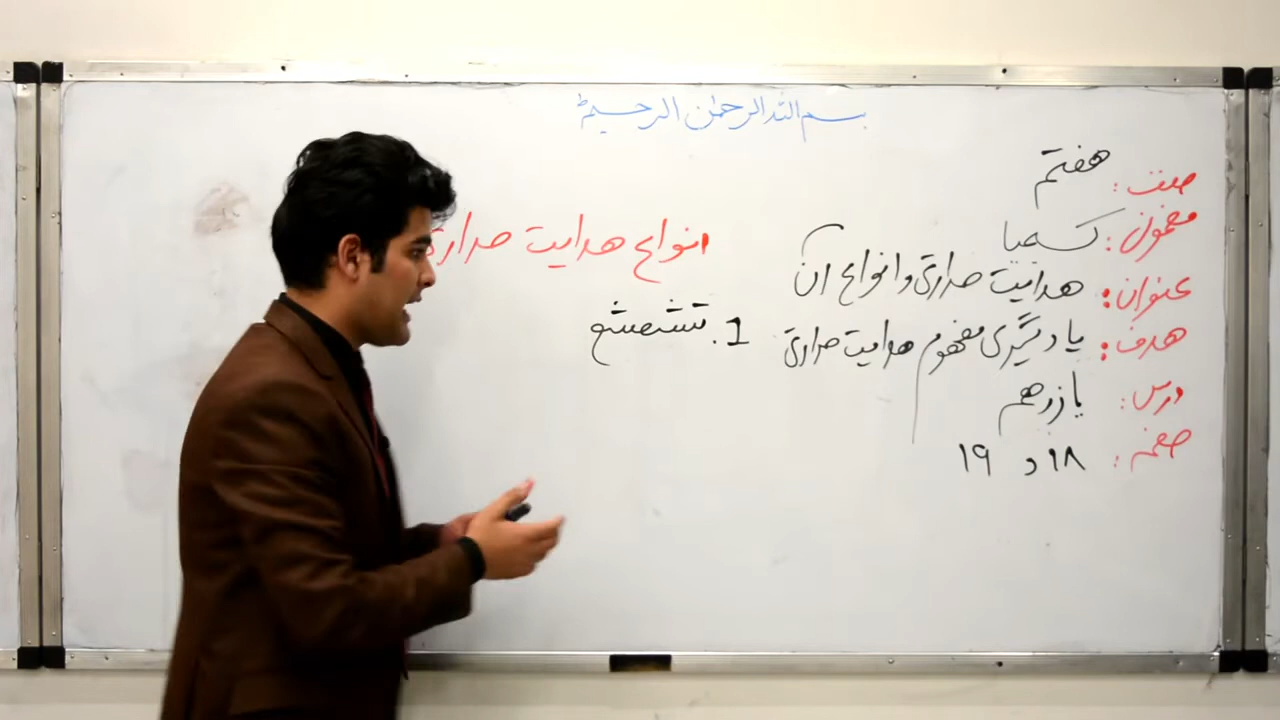 بسم الله الرحمن الرحیم
صنف: هفتم
مضمون: کیمیا
عنوان: هدایت حرارتی و انواع آن
هدف: یادگیری مفهوم هدایت حرارتی
درس: یازدهم
صفحه: ۱۸ و ۱۹
انواع هدایت حرارتی
1. تشعشع